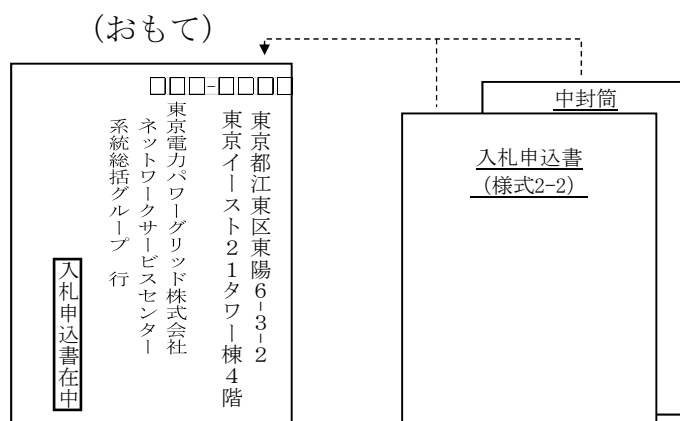 (おもて)
□□□-□□□□
東京都江東区東陽6-3-2
東京イースト21タワー棟4階
東京電力パワーグリッド株式会社
ネットワークサービスセンター
系統総括グループ 行
入札申込書在中
中封筒
入札申込書
(様式2-2)